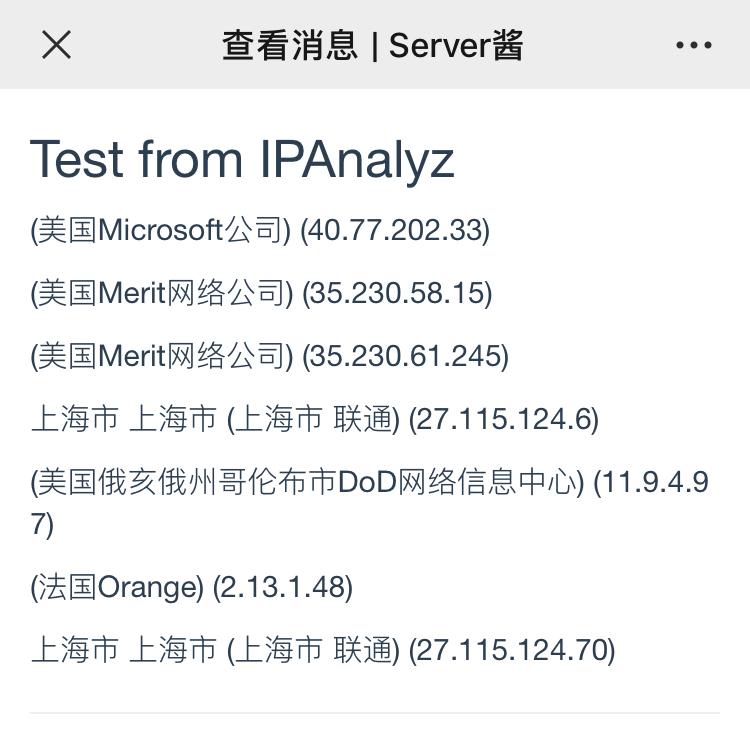 查看消息 | Server酱
Test from IPAnalyz
(美国Microsoft公司) (40.77.202.33)
(美国Merit网络公司) (35.230.58.15)
(美国Merit网络公司) (35.230.61.245)
上海市 上海市 (上海市 联通) (27.115.124.6)
(美国俄亥俄州哥伦布市DoD网络信息中心) (11.9.4.9
7)
(法国Orange) (2.13.1.48)
上海市 上海市 (上海市 联通) (27.115.124.70)